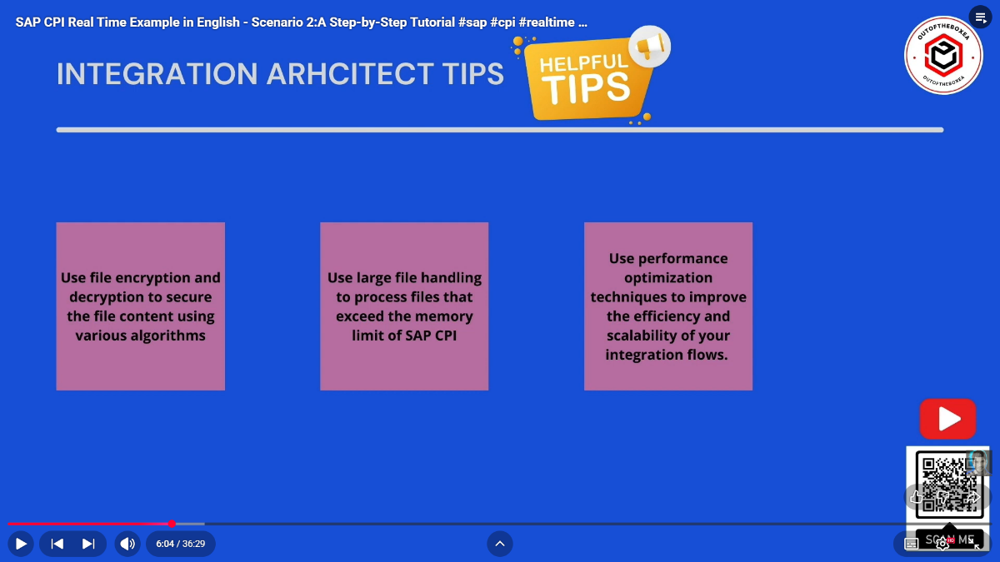 SAP CPI Real Time Example in English - Scenario 2:A Step-by-Step Tutorial #sap #cpi #realtime ...
OUTOFTHEBOXEA
OUTOFTHEBOXEA
INTEGRATION ARHCITECT TIPS
HELPFUL
TIPS
Use file encryption and
decryption to secure
the file content using
various algorithms
Use large file handling
to process files that
exceed the memory
limit of SAP CPI
Use performance
optimization
techniques to improve
the efficiency and
scalability of your
integration flows.
6:04 / 36:29
SCAN ME
HD